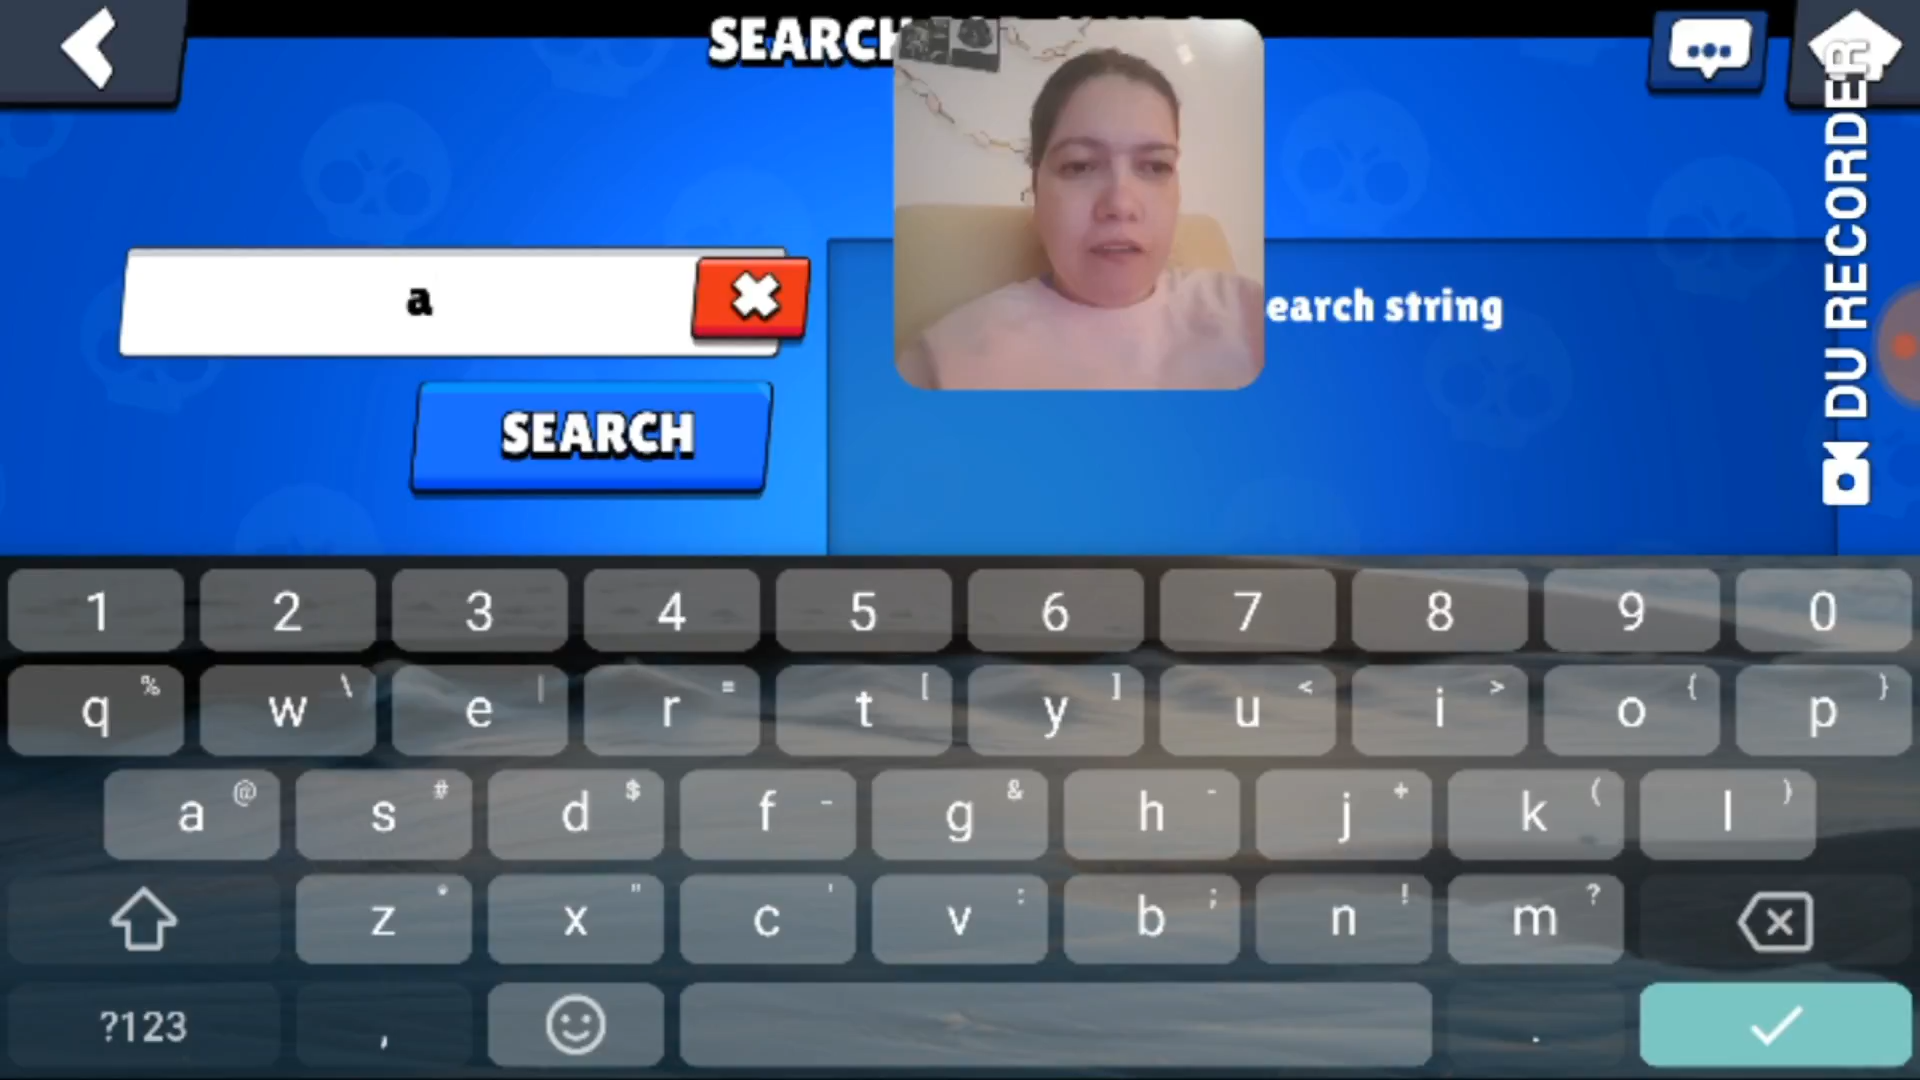 SEARCH
a
earch string
SEARCH
DU RECORDER
1 2 3 4 5 6 7 8 9 0
q % w \ e | r = t [ y ] u < i > o { p }
a @ s # d $ f _ g & h - j + k ( l )
z * x " c ' v : b ; n ! m ?
?123 , .